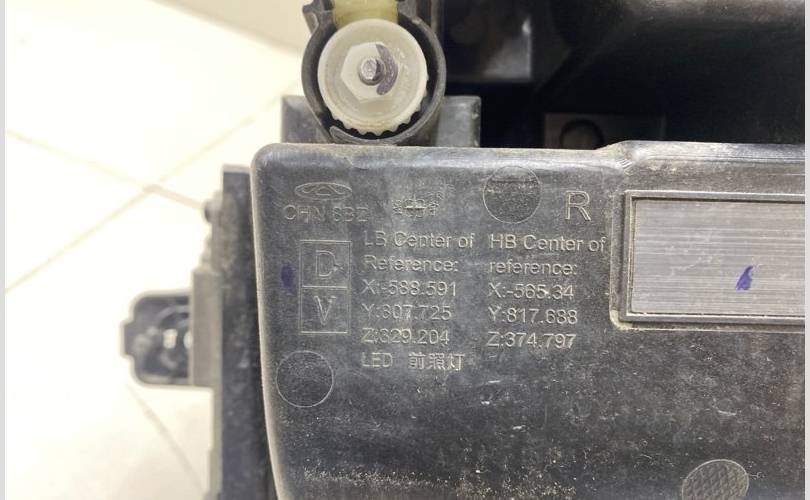 CHN 8BZ
R
D
V
LB Center of
Reference:
X:-588.591
Y:807.725
Z:329.204
LED 前照灯
HB Center of
reference:
X:-565.34
Y:817.688
Z:374.797